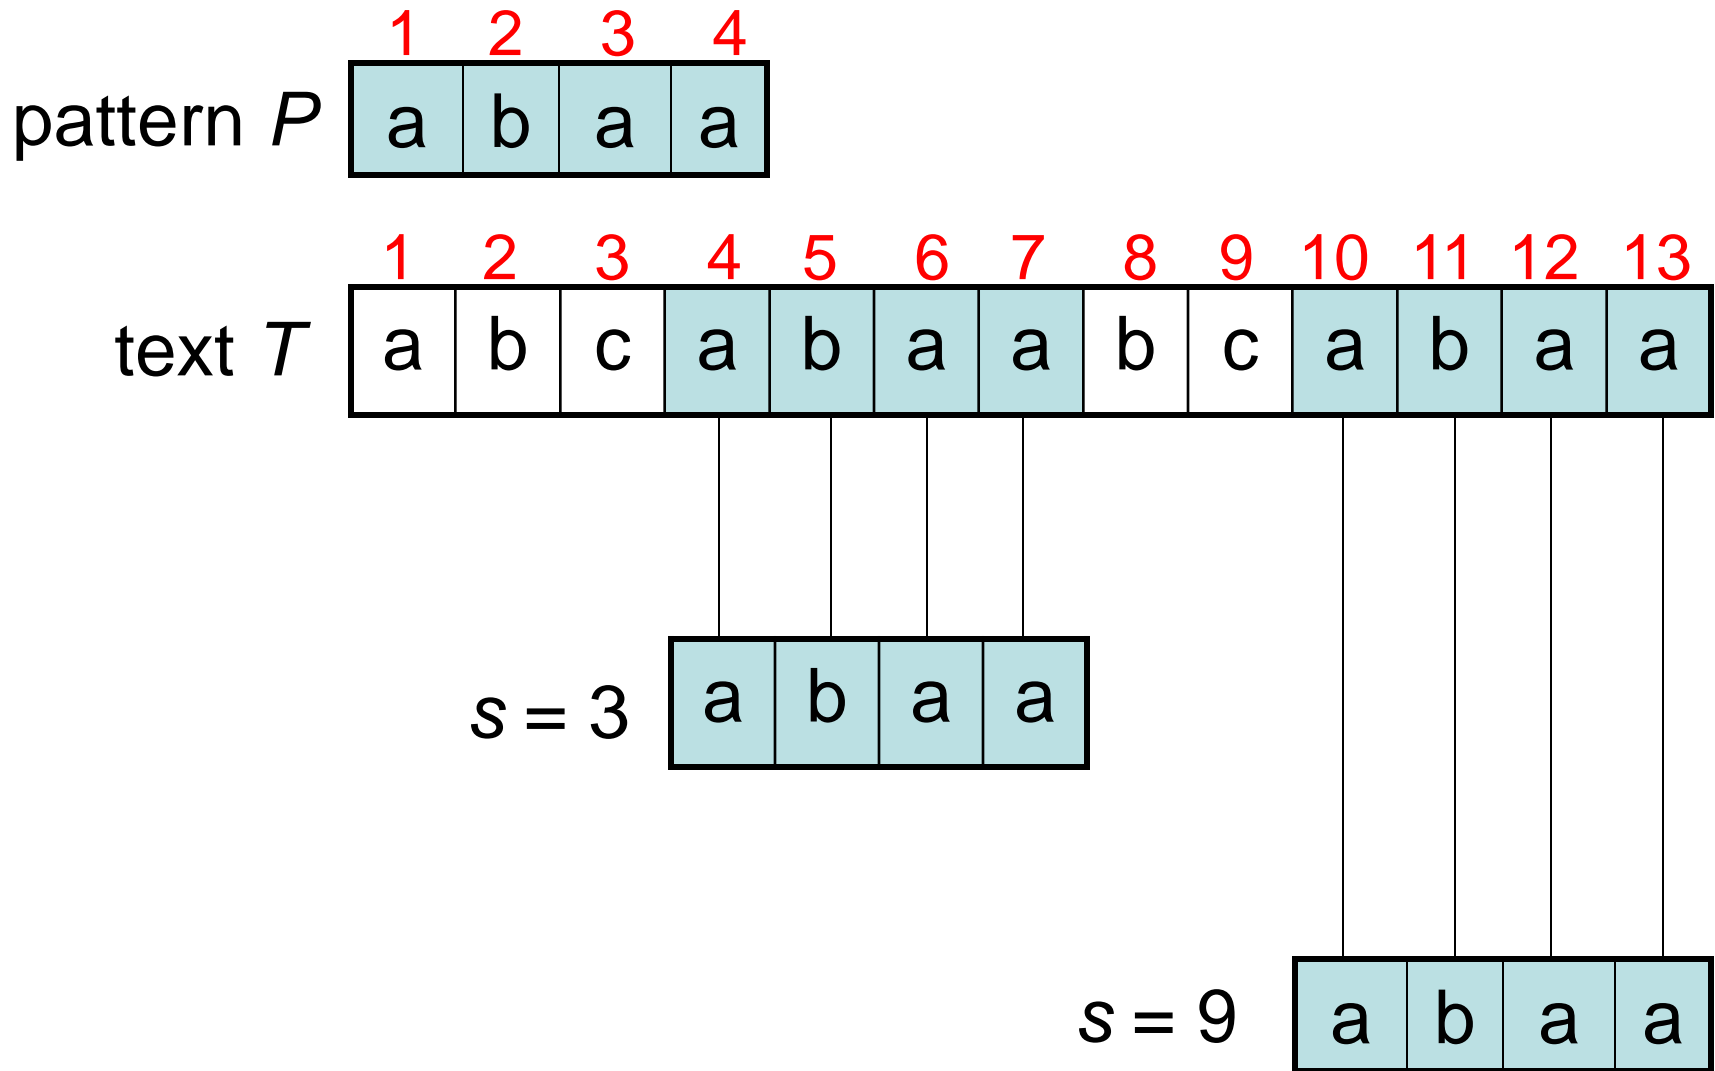 1 2 3 4
pattern P a b a a
1 2 3 4 5 6 7 8 9 10 11 12 13
text T a b c a b a a b c a b a a
s = 3 a b a a
s = 9 a b a a